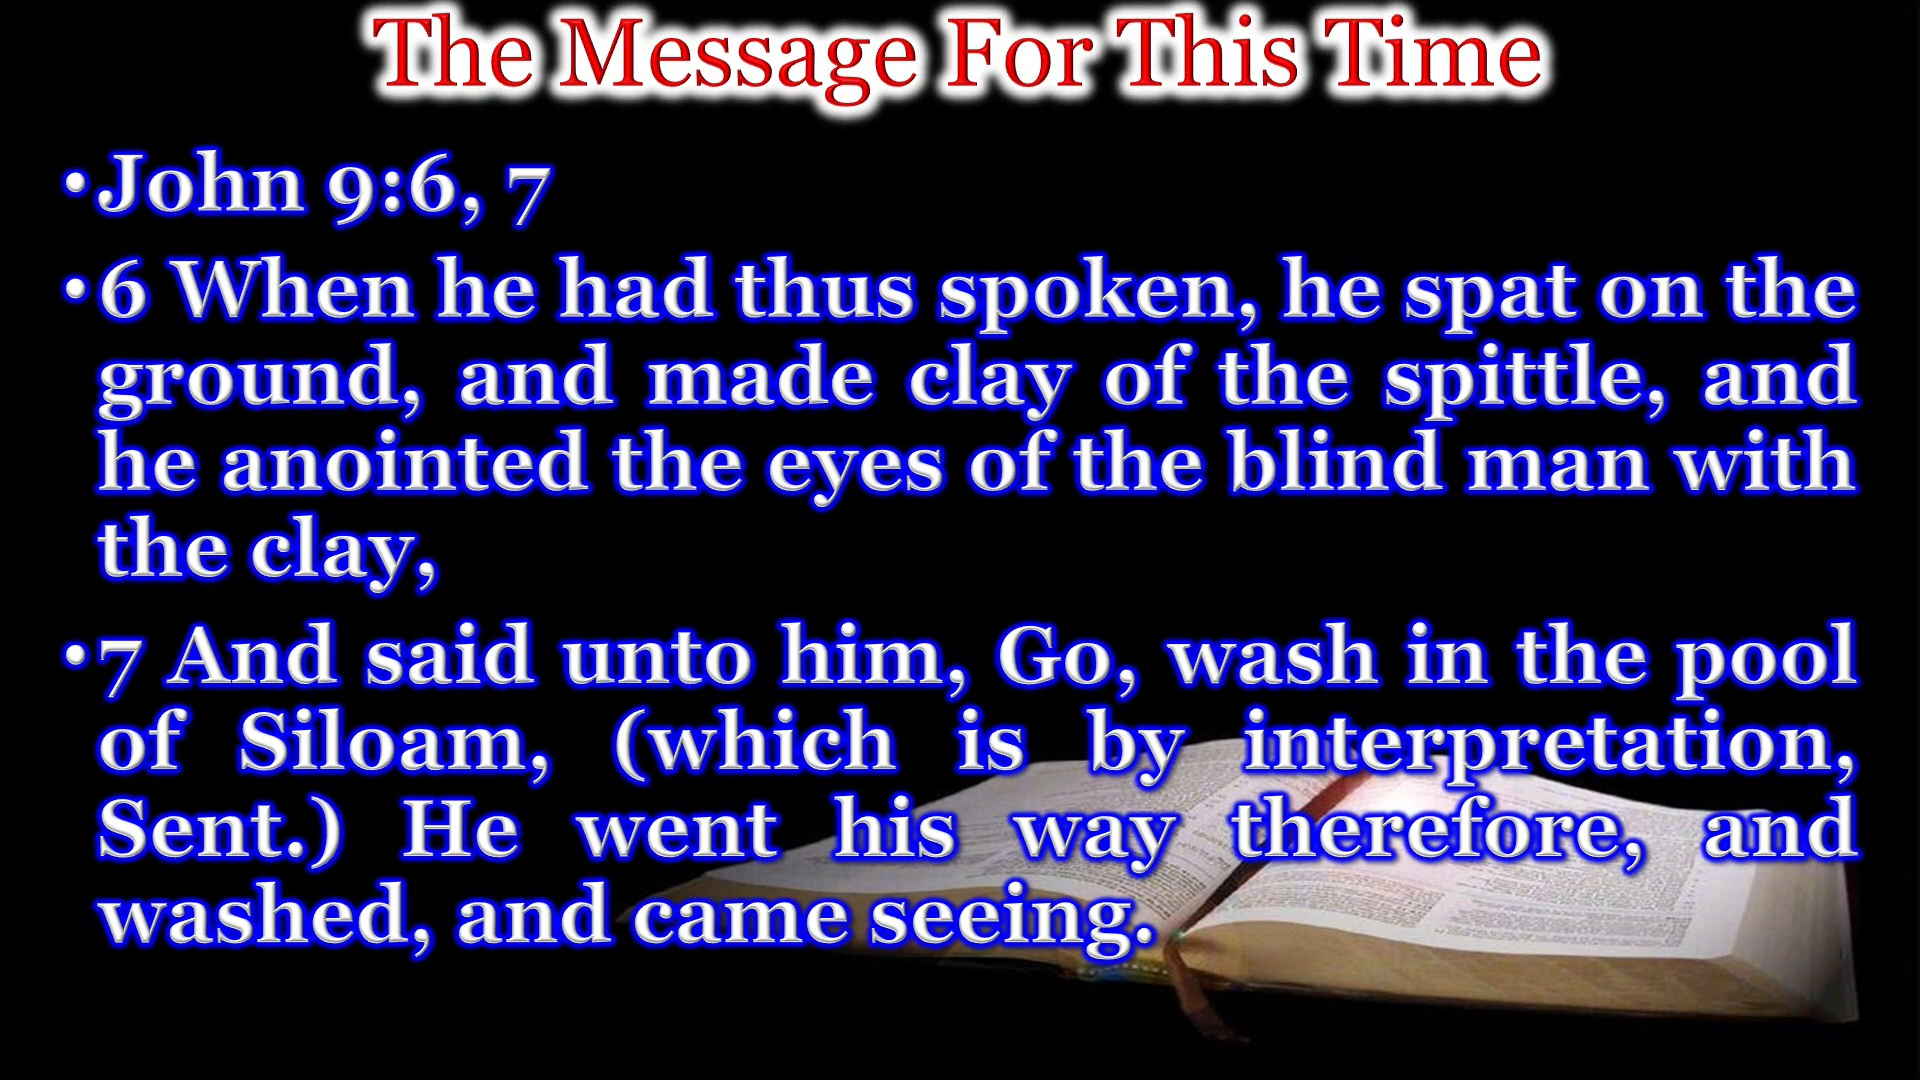 The Message For This Time
•John 9:6, 7
•6 When he had thus spoken, he spat on the
ground, and made clay of the spittle, and
he anointed the eyes of the blind man with
the clay,
•7 And said unto him, Go, wash in the pool
of Siloam, (which is by interpretation,
Sent.) He went his way therefore, and
washed, and came seeing.